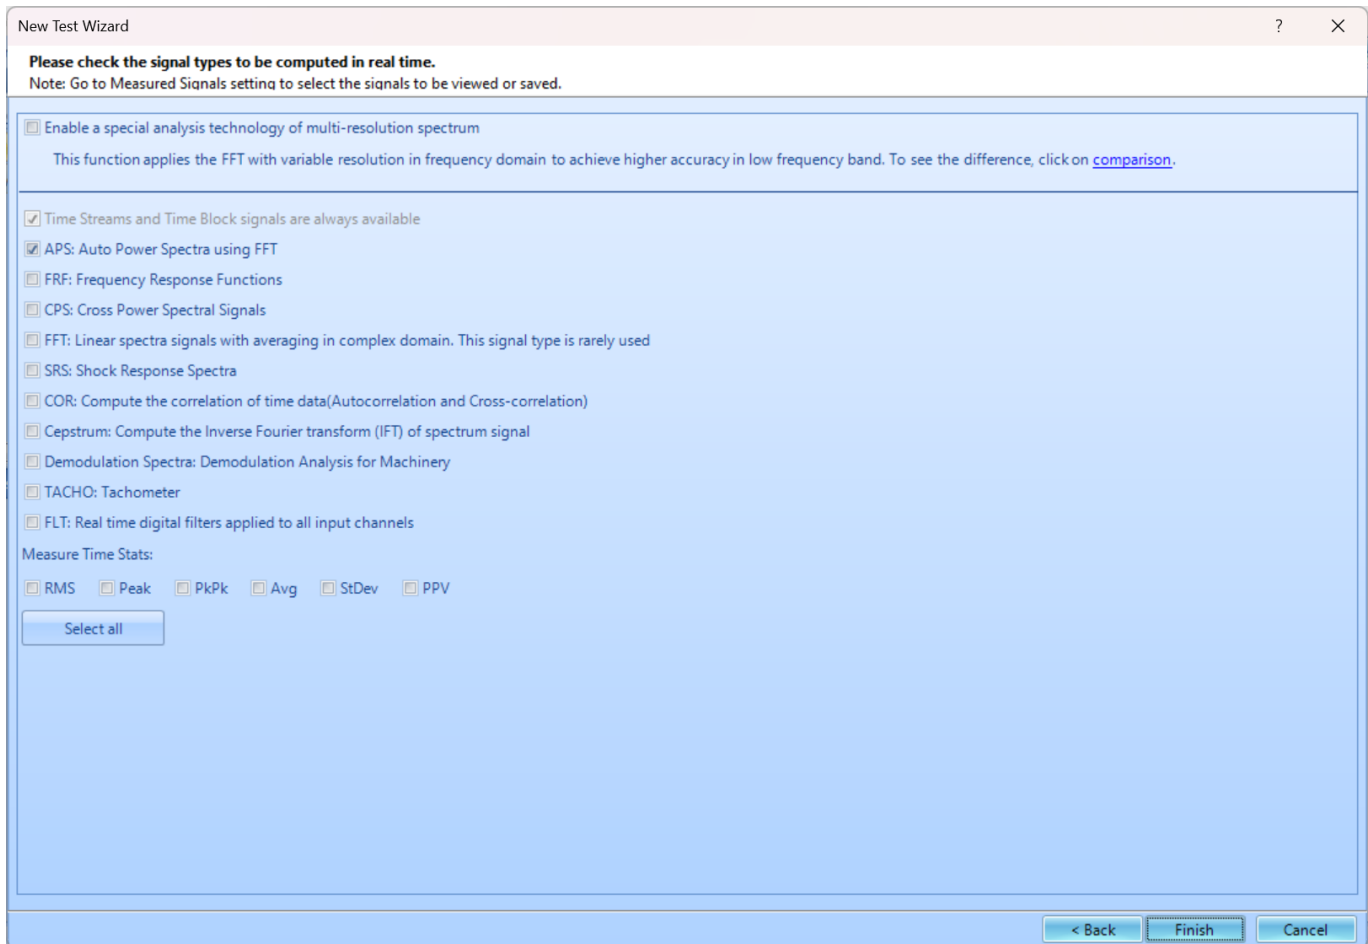 New Test Wizard ?
Please check the signal types to be computed in real time.
Note: Go to Measured Signals setting to select the signals to be viewed or saved.
Enable a special analysis technology of multi-resolution spectrum
This function applies the FFT with variable resolution in frequency domain to achieve higher accuracy in low frequency band. To see the difference, click on comparison.
Time Streams and Time Block signals are always available
APS: Auto Power Spectra using FFT
FRF: Frequency Response Functions
CPS: Cross Power Spectral Signals
FFT: Linear spectra signals with averaging in complex domain. This signal type is rarely used
SRS: Shock Response Spectra
COR: Compute the correlation of time data(Autocorrelation and Cross-correlation)
Cepstrum: Compute the Inverse Fourier transform (IFT) of spectrum signal
Demodulation Spectra: Demodulation Analysis for Machinery
TACHO: Tachometer
FLT: Real time digital filters applied to all input channels
Measure Time Stats:
RMS Peak PkPk Avg StDev PPV
Select all
< Back Finish Cancel